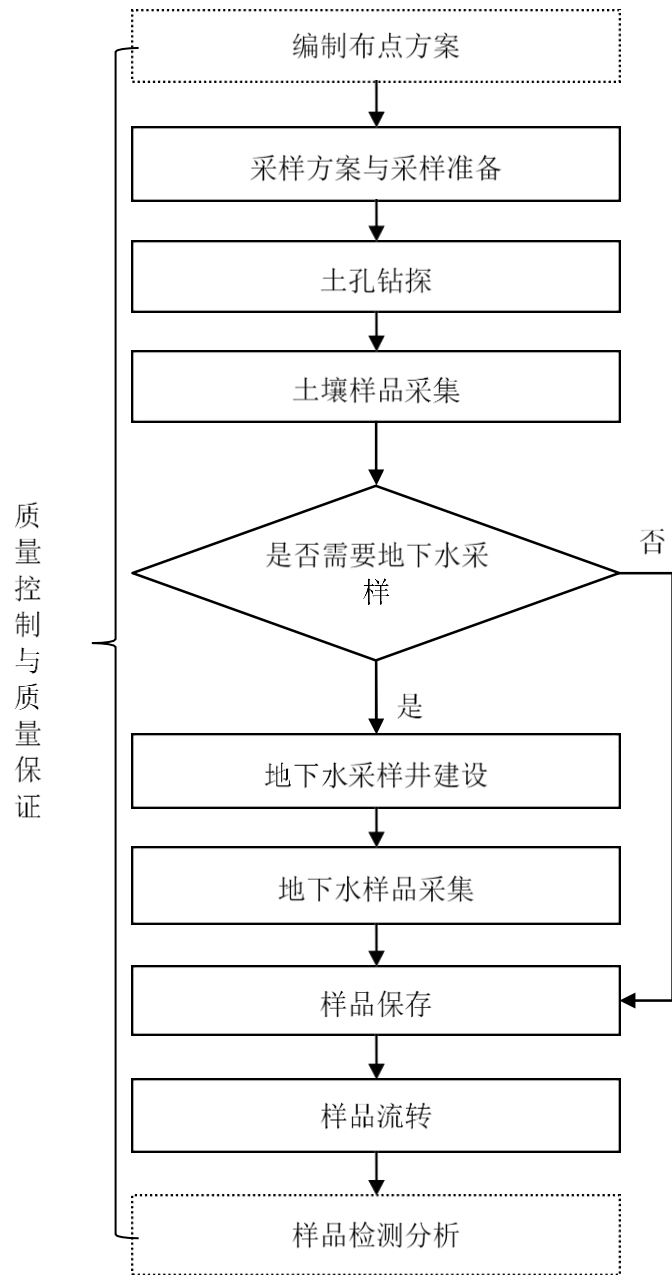 编制布点方案
采样方案与采样准备
土孔钻探
土壤样品采集
是否需要地下水采
样
否
是
地下水采样井建设
地下水样品采集
样品保存
样品流转
样品检测分析
质量控制与质量保证